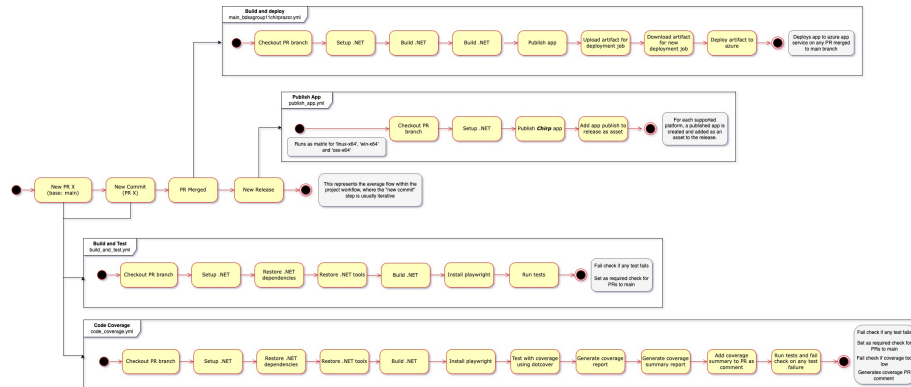 Build and deploy
main_bdsagroup11chirprazor.yml
Checkout PR branch
Setup .NET
Build .NET
Build .NET
Publish app
Upload artifact for
deployment job
Download artifact
for new
deployment job
Deploy artifact to
azure
Deploys app to azure app
service on any PR merged
to main branch
Publish App
publish_app.yml
Runs as matrix for 'linux-x64', 'win-x64'
and 'osx-x64'
Checkout PR
branch
Setup .NET
Publish Chirp app
Add app publish to
release as asset
For each supported
platform, a published app is
created and added as an
asset to the release.
New PR X
(base: main)
New Commit
(PR X)
PR Merged
New Release
This represents the average flow within the
project workflow, where the "new commit"
step is usually iterative
Build and Test
build_and_test.yml
Checkout PR branch
Setup .NET
Restore .NET
dependencies
Restore .NET tools
Build .NET
Install playwright
Run tests
Fail check if any test fails
Set as required check for
PRs to main
Code Coverage
code_coverage.yml
Checkout PR branch
Setup .NET
Restore .NET
dependencies
Restore .NET tools
Build .NET
Install playwright
Test with coverage
using dotcover
Generate coverage
report
Generate coverage
summary report
Add coverage
summary to PR as
comment
Run tests and fail
check on any test
failure
Fail check if any test fails
Set as required check for
PRs to main
Fail check if coverage too
low
Generates coverage PR
comment